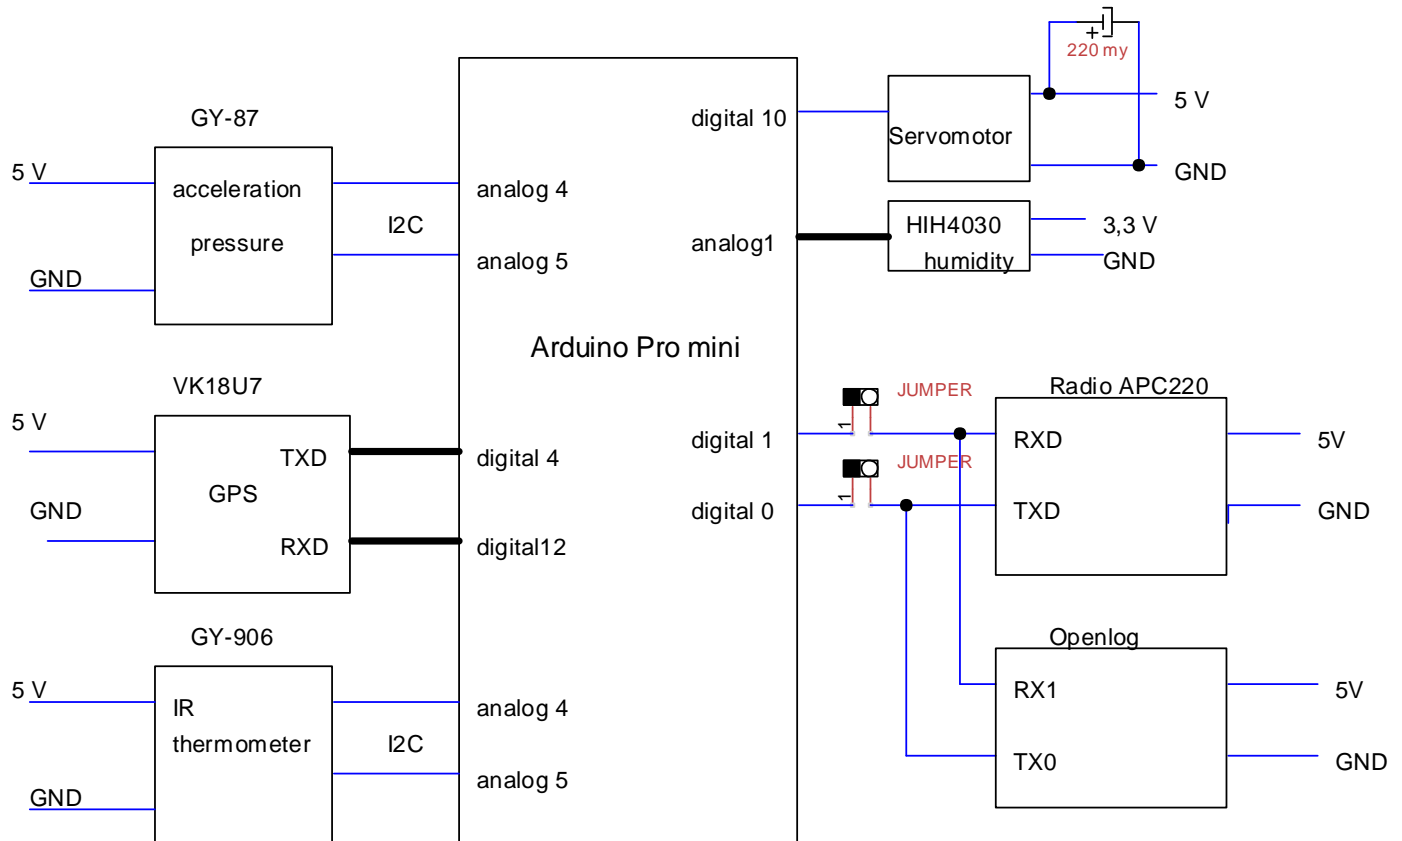 GY-87
5 V
acceleration
pressure
GND
I2C
analog 4
analog 5
VK18U7
5 V
TXD
GPS
GND
RXD
digital 4
digital12
GY-906
5 V
IR
thermometer
GND
I2C
analog 4
analog 5
Arduino Pro mini
digital 10
analog1
digital 1
digital 0
+
220 my
Servomotor
5 V
GND
HIH4030
humidity
3,3 V
GND
JUMPER
1
JUMPER
1
Radio APC220
RXD
TXD
5V
GND
Openlog
RX1
TX0
5V
GND